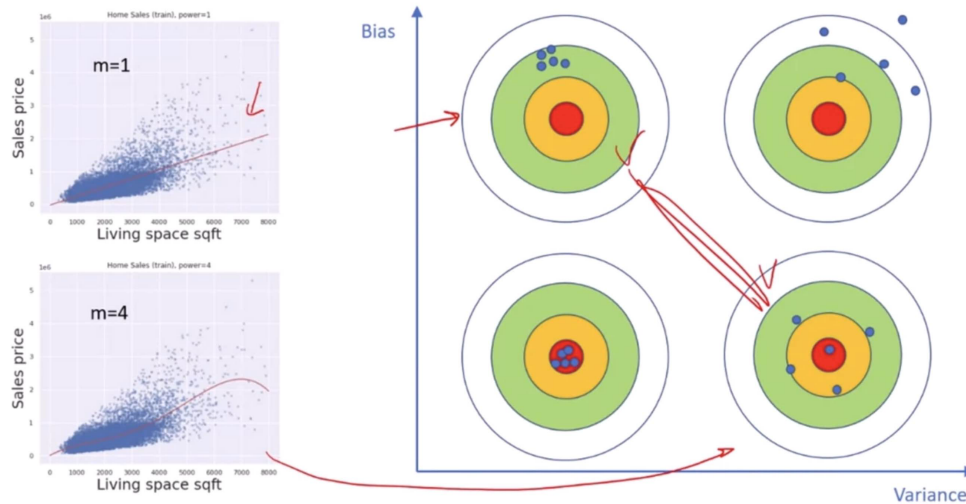 1e6
Home Sales (train), power=1
m=1
Sales price
5
4
3
2
1
0
0 1000 2000 3000 4000 5000 6000 7000 8000
Living space sqft
1e6
Home Sales (train), power=4
m=4
Sales price
5
4
3
2
1
0
0 1000 2000 3000 4000 5000 6000 7000 8000
Living space sqft
Bias
Variance